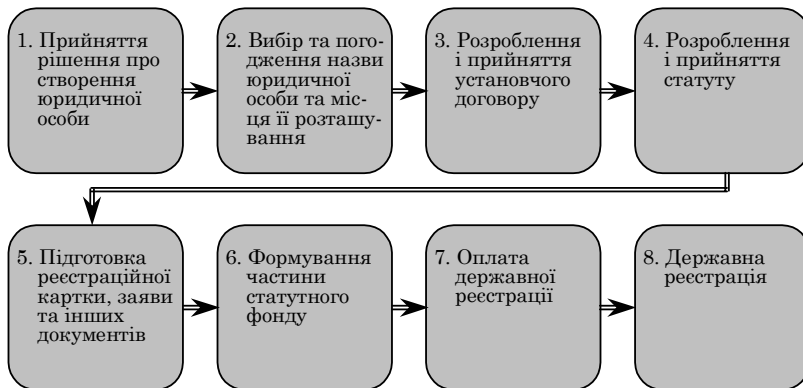 1. Прийняття
рішення про
створення
юридичної
особи
2. Вибір та пого-
дження назви
юридичної
особи та міс-
ця її розташу-
вання
3. Розроблення
і прийняття
установчого
договору
4. Розроблення
і прийняття
статуту
5. Підготовка
реєстраційної
картки, заяви
та інших
документів
6. Формування
частини
статутного
фонду
7. Оплата
державної
реєстрації
8. Державна
реєстрація